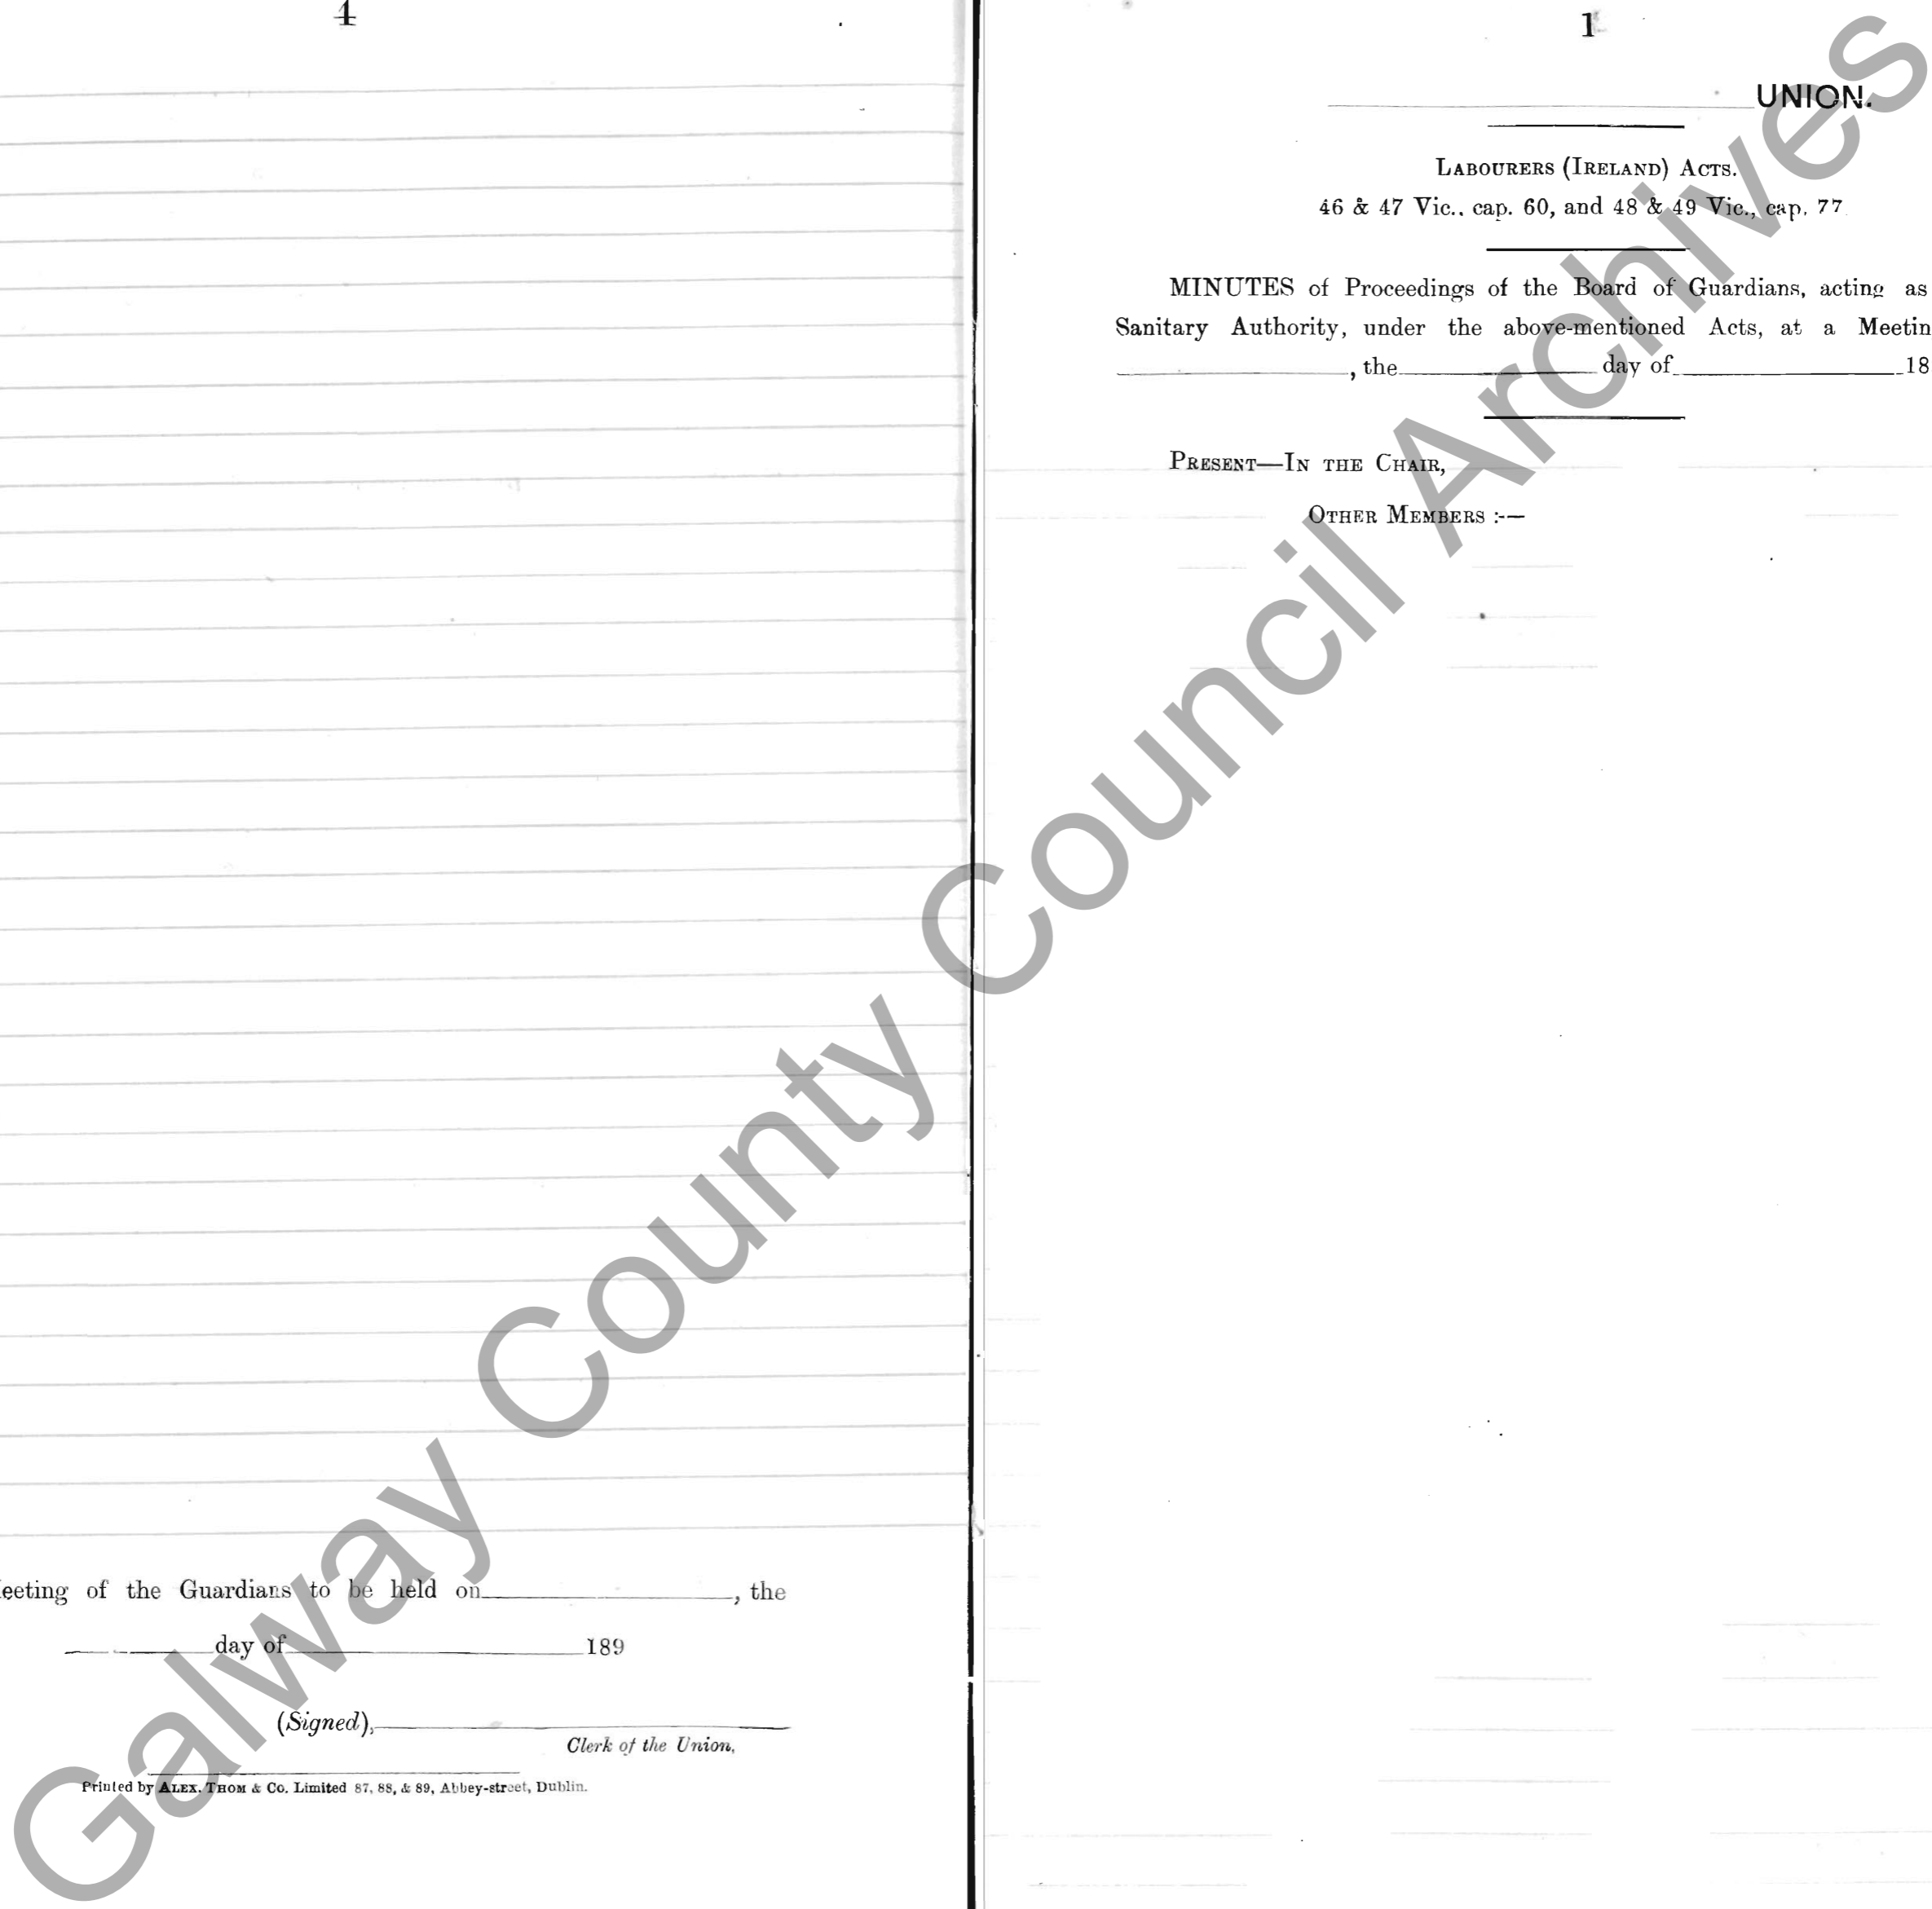 4
eeting of the Guardians to be held on, the
day of 189
(Signed),
Clerk of the Union,
Printed by ALEX. THOM & Co. Limited 87, 88, & 89, Abbey-street, Dublin.
1
UNION.
LABOURERS (IRELAND) ACTS.
46 & 47 Vic., cap. 60, and 48 & 49 Vic., cap. 77
MINUTES of Proceedings of the Board of Guardians, acting as
Sanitary Authority, under the above-mentioned Acts, at a Meetin
, the day of 18
PRESENT—IN THE CHAIR,
OTHER MEMBERS :—
Galway County Council Archives